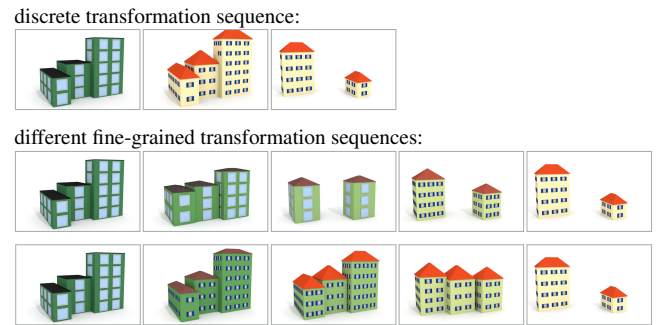 discrete transformation sequence:
different fine-grained transformation sequences: